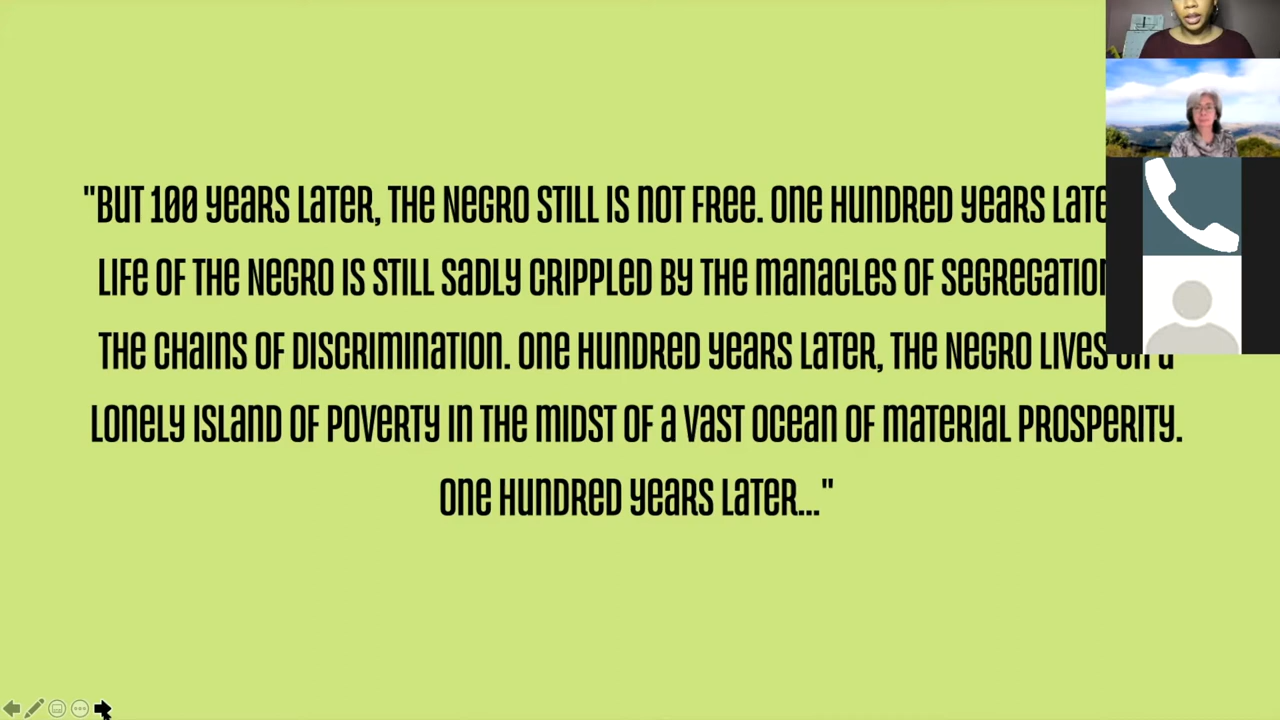 "BUT 100 YEARS LATER, THE NEGRO STILL IS NOT FREE. ONE HUNDRED YEARS
LIFE OF THE NEGRO IS STILL SADLY CRIPPLED BY THE MANACLES OF SEGREGATION
THE CHAINS OF DISCRIMINATION. ONE HUNDRED YEARS LATER, THE NEGRO LIVES ON A
LONELY ISLAND OF POVERTY IN THE MIDST OF A VAST OCEAN OF MATERIAL PROSPERITY.
ONE HUNDRED YEARS LATER..."